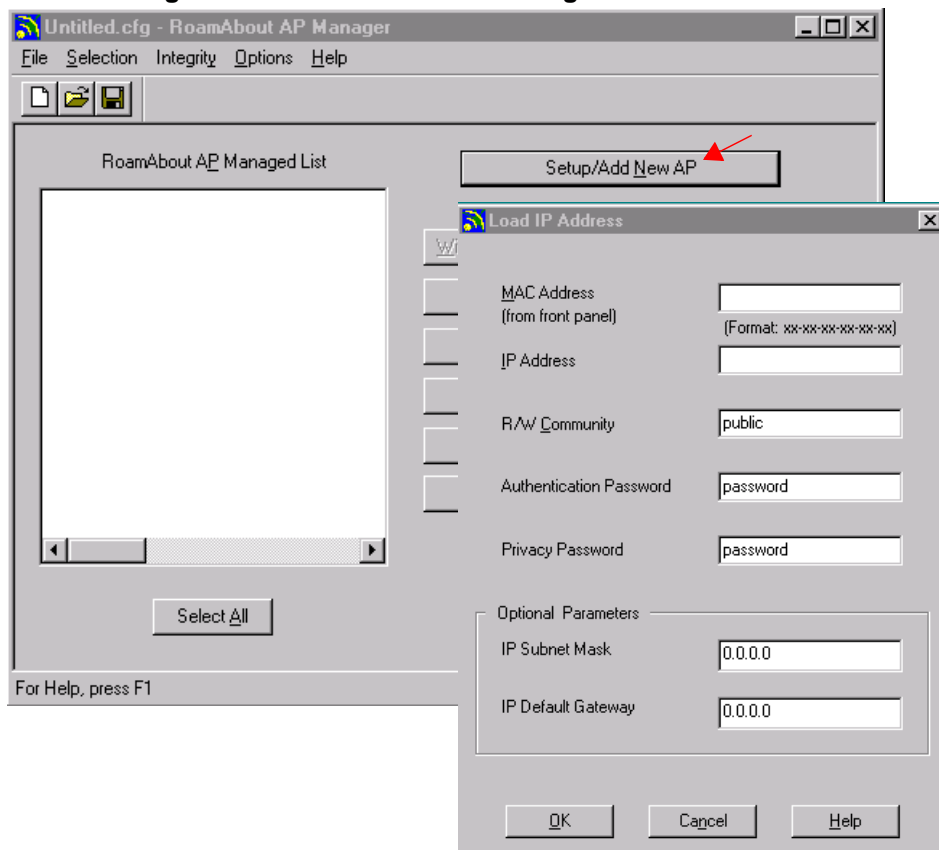 Untitled.cfg - RoamAbout AP Manager
File Selection Integrity Options Help
RoamAbout AP Managed List
Setup/Add New AP
Load IP Address
MAC Address
(from front panel)
(Format: xx-xx-xx-xx-xx-xx)
IP Address
R/W Community
public
Authentication Password
password
Privacy Password
password
Optional Parameters
IP Subnet Mask
0.0.0.0
IP Default Gateway
0.0.0.0
Select All
For Help, press F1
OK
Cancel
Help